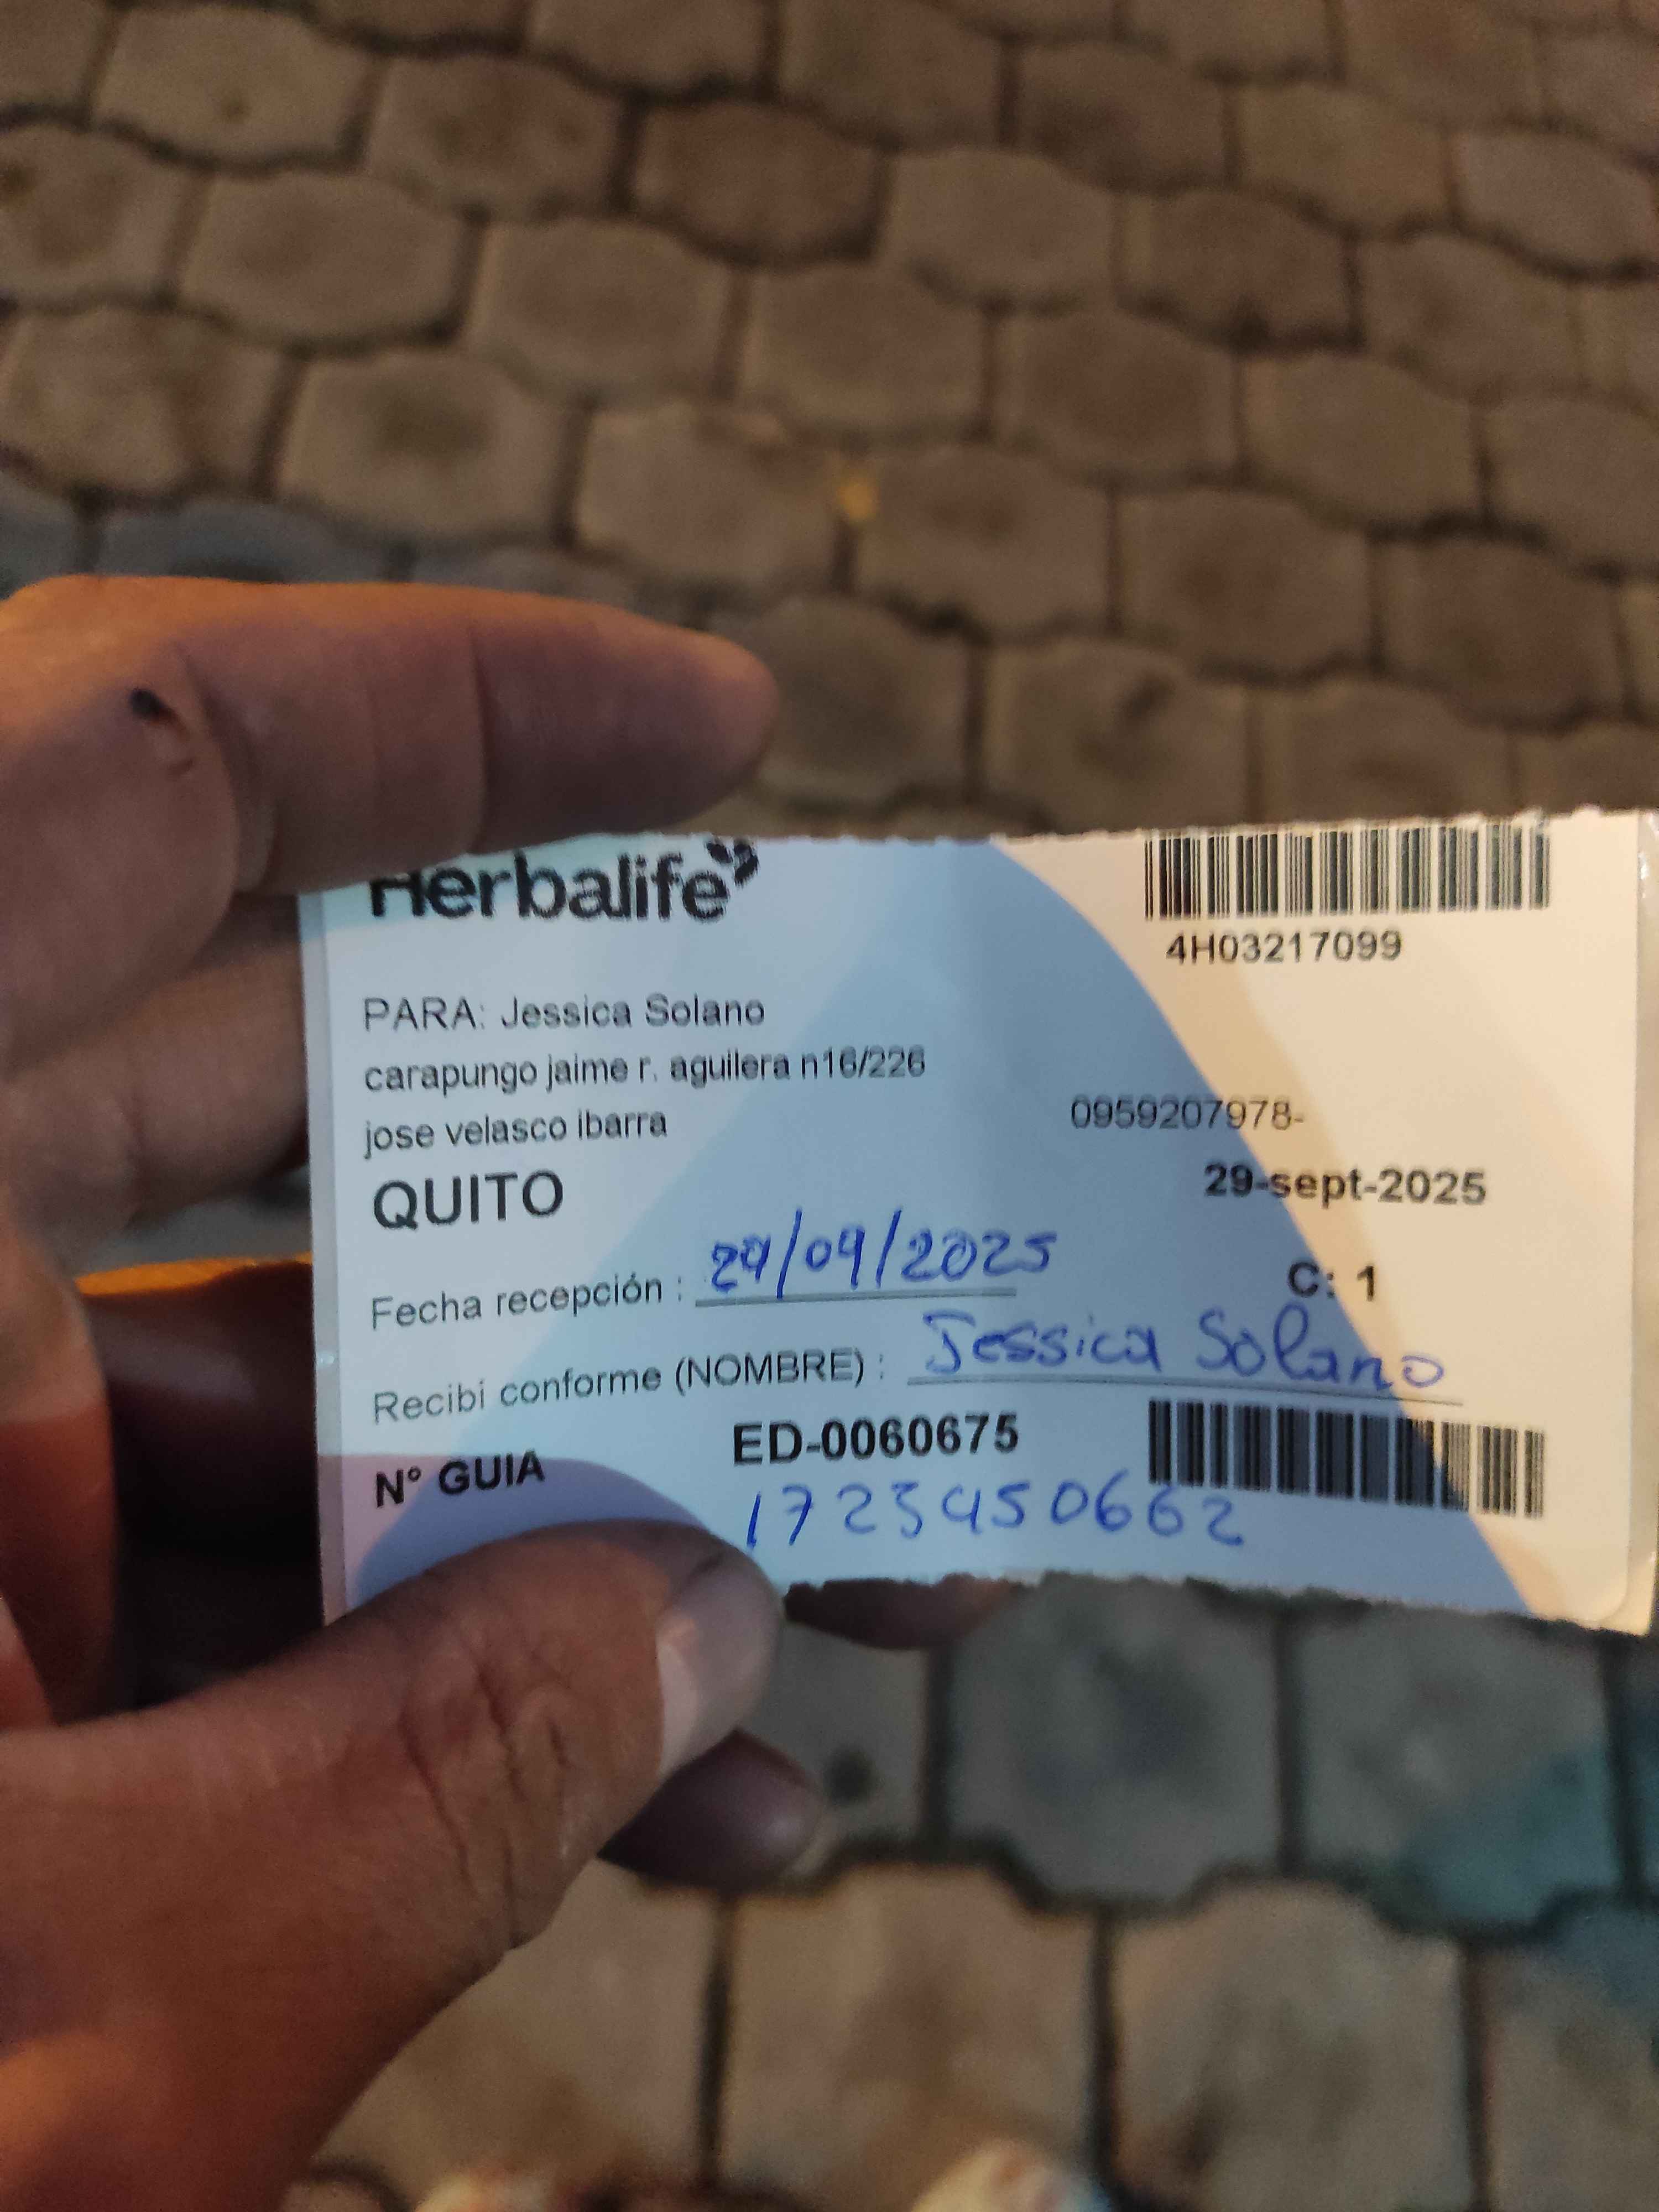 Herbalife
4H03217099
PARA: Jessica Solano
carapungo jaime r. aguilera n16/226
jose velasco ibarra
0959207978-
QUITO
29-sept-2025
Fecha recepción : 29/09/2025
C: 1
Recibí conforme (NOMBRE) : Jessica Solano
N° GUIA ED-0060675